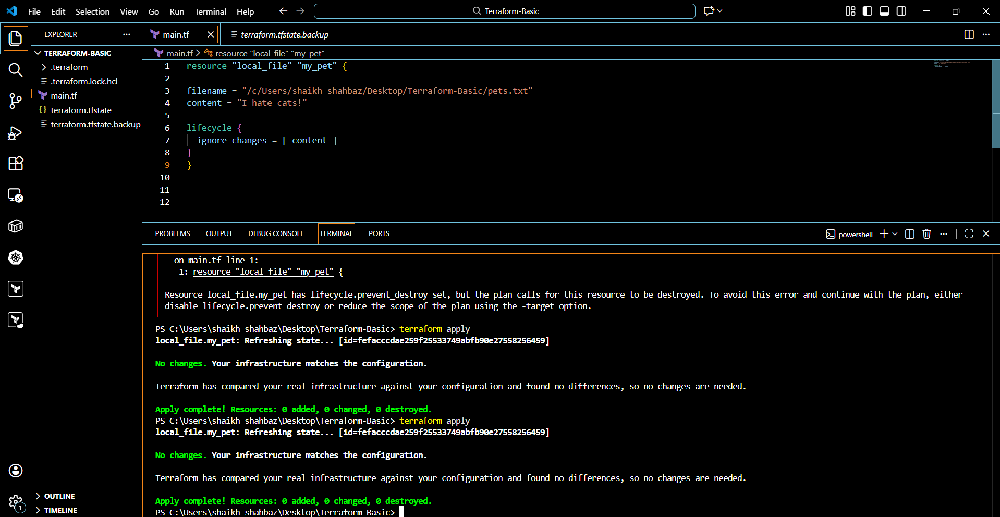 File Edit Selection View Go Run Terminal Help
Terraform-Basic
EXPLORER
main.tf
terraform.tfstate.backup
TERRAFORM-BASIC
.terraform
.terraform.lock.hcl
main.tf
terraform.tfstate
terraform.tfstate.backup
main.tf > resource "local_file" "my_pet"
1 resource "local_file" "my_pet" {
2
3 filename = "/c/Users/shaikh shahbaz/Desktop/Terraform-Basic/pets.txt"
4 content = "I hate cats!"
5
6 lifecycle {
7 ignore_changes = [ content ]
8 }
9 }
10
11
12
PROBLEMS OUTPUT DEBUG CONSOLE TERMINAL PORTS
powershell
on main.tf line 1:
1: resource "local_file" "my_pet" {
Resource local_file.my_pet has lifecycle.prevent_destroy set, but the plan calls for this resource to be destroyed. To avoid this error and continue with the plan, either
disable lifecycle.prevent_destroy or reduce the scope of the plan using the -target option.
PS C:\Users\shaikh shahbaz\Desktop\Terraform-Basic> terraform apply
local_file.my_pet: Refreshing state... [id=fefacccdae259f25533749abfb90e27558256459]
No changes. Your infrastructure matches the configuration.
Terraform has compared your real infrastructure against your configuration and found no differences, so no changes are needed.
Apply complete! Resources: 0 added, 0 changed, 0 destroyed.
PS C:\Users\shaikh shahbaz\Desktop\Terraform-Basic> terraform apply
local_file.my_pet: Refreshing state... [id=fefacccdae259f25533749abfb90e27558256459]
No changes. Your infrastructure matches the configuration.
Terraform has compared your real infrastructure against your configuration and found no differences, so no changes are needed.
Apply complete! Resources: 0 added, 0 changed, 0 destroyed.
PS C:\Users\shaikh shahbaz\Desktop\Terraform-Basic>
OUTLINE
TIMELINE
1